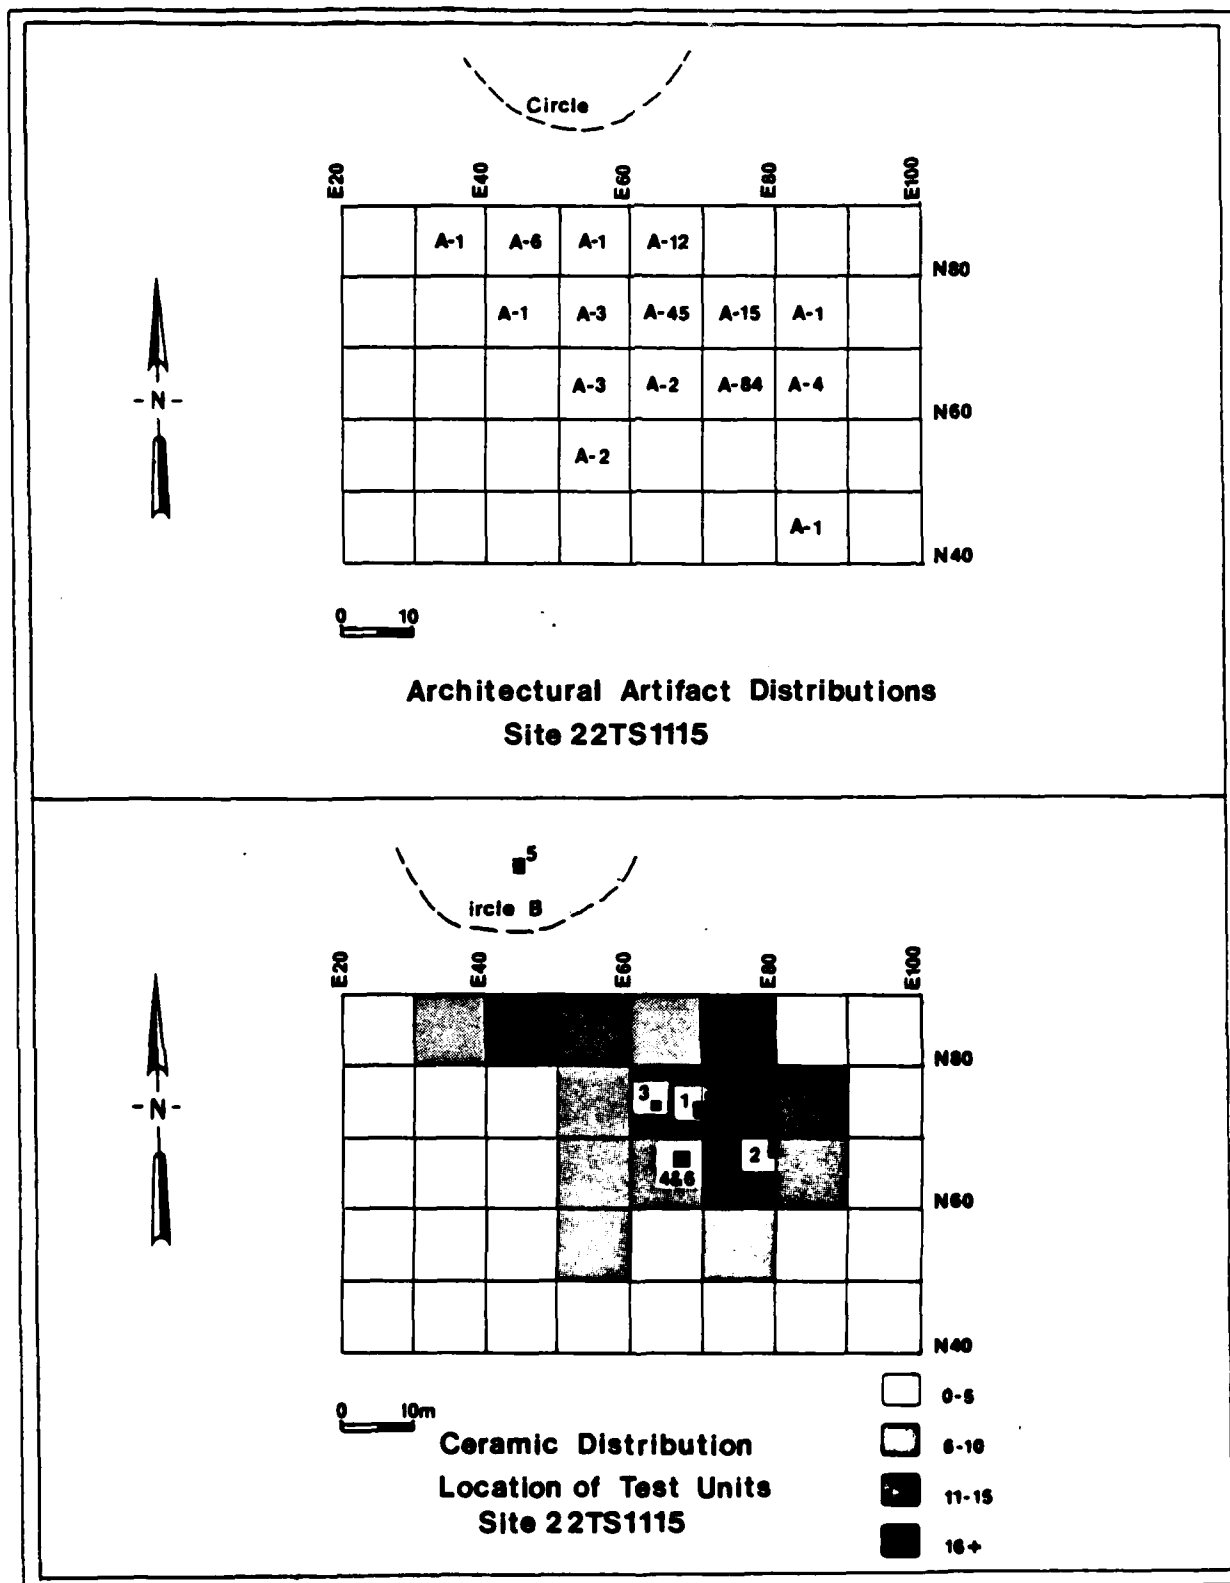 Circle
E20 E40 E60 E80 E100
A-1 A-6 A-1 A-12
N80
A-1 A-3 A-45 A-15 A-1
A-3 A-2 A-84 A-4
N60
A-2
A-1
N40
-N-
0 10
Architectural Artifact Distributions
Site 22TS1115
5
ircle B
E20 E40 E60 E80 E100
N80
3 1
-N-
2
4&6
N60
N40
0-5
0 10m
6-10
Ceramic Distribution
Location of Test Units
11-15
Site 22TS1115
16+